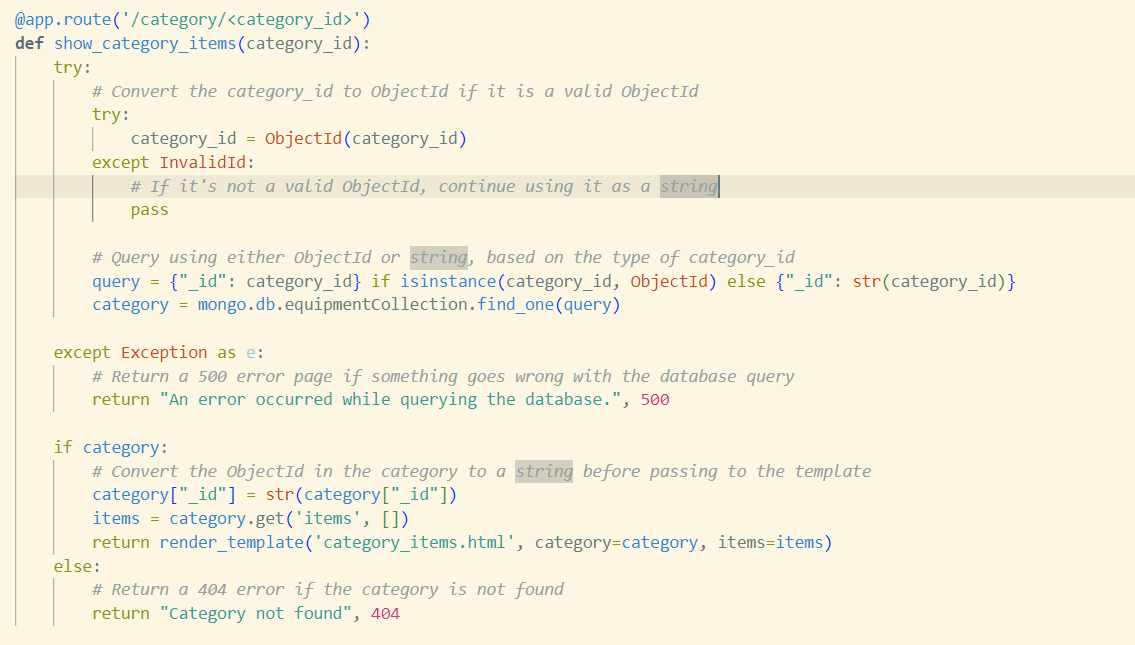 @app.route('/category/<category_id>')
def show_category_items(category_id):
    try:
        # Convert the category_id to ObjectId if it is a valid ObjectId
        try:
            category_id = ObjectId(category_id)
        except InvalidId:
            # If it's not a valid ObjectId, continue using it as a string
            pass

        # Query using either ObjectId or string, based on the type of category_id
        query = {"_id": category_id} if isinstance(category_id, ObjectId) else {"_id": str(category_id)}
        category = mongo.db.equipmentCollection.find_one(query)

    except Exception as e:
        # Return a 500 error page if something goes wrong with the database query
        return "An error occurred while querying the database.", 500

    if category:
        # Convert the ObjectId in the category to a string before passing to the template
        category["_id"] = str(category["_id"])
        items = category.get('items', [])
        return render_template('category_items.html', category=category, items=items)
    else:
        # Return a 404 error if the category is not found
        return "Category not found", 404